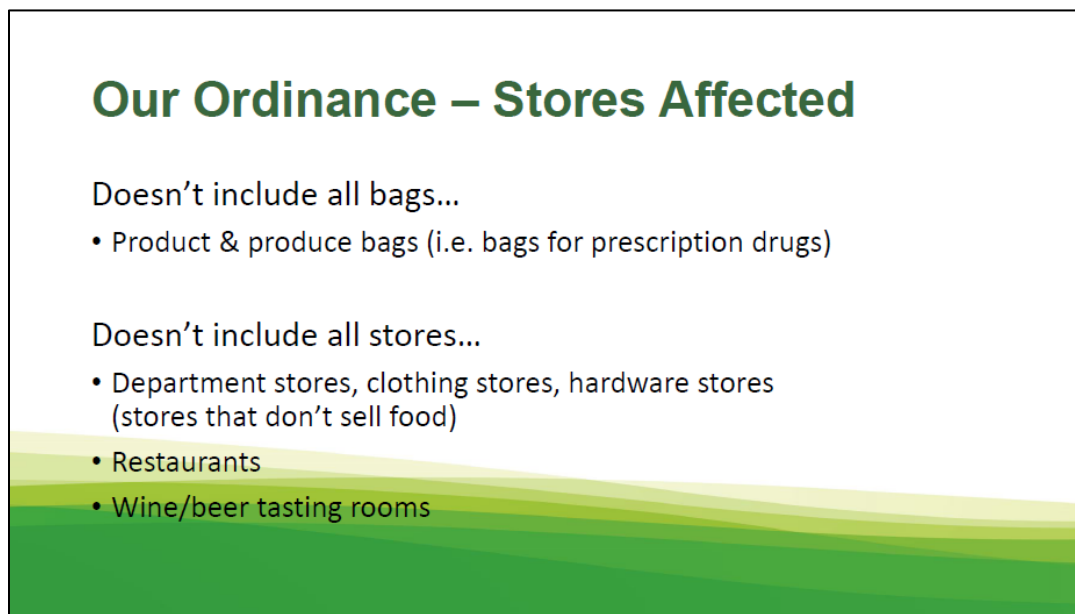 Our Ordinance – Stores Affected
Doesn’t include all bags…
• Product & produce bags (i.e. bags for prescription drugs)
Doesn’t include all stores…
• Department stores, clothing stores, hardware stores
(stores that don’t sell food)
• Restaurants
• Wine/beer tasting rooms